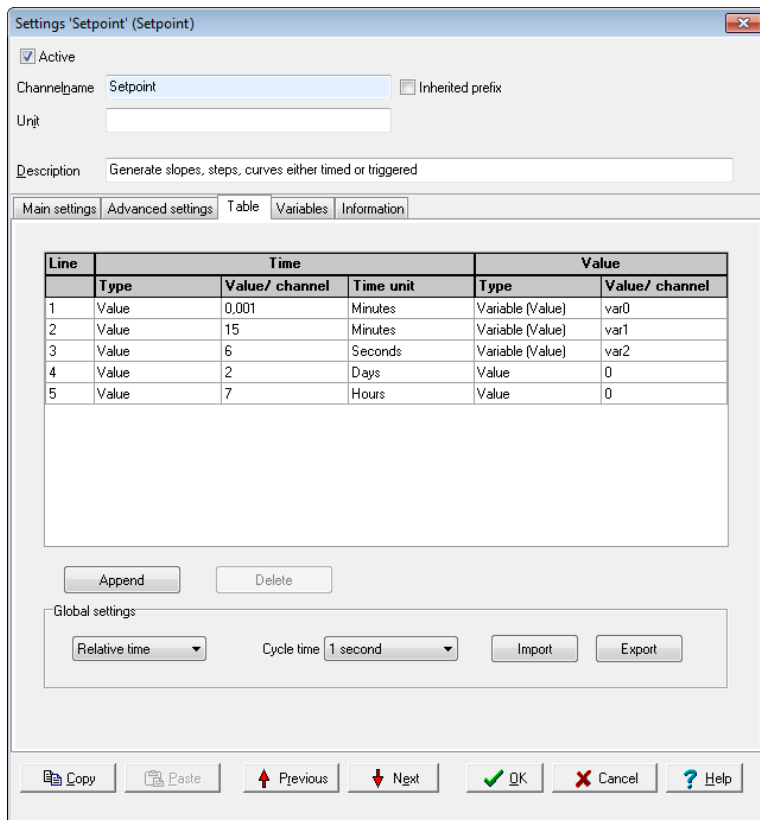 Settings 'Setpoint' (Setpoint)
Active
Channelname Setpoint Inherited prefix
Unit
Description Generate slopes, steps, curves either timed or triggered
Main settings Advanced settings Table Variables Information
Line Time Value
Type Value/ channel Time unit Type Value/ channel
1 Value 0,001 Minutes Variable (Value) var0
2 Value 15 Minutes Variable (Value) var1
3 Value 6 Seconds Variable (Value) var2
4 Value 2 Days Value 0
5 Value 7 Hours Value 0
Append Delete
Global settings
Relative time Cycle time 1 second Import Export
Copy Paste Previous Next OK Cancel ? Help